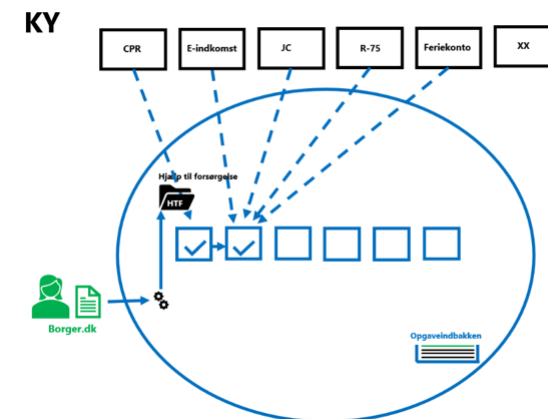 KY
CPR
E-indkomst
JC
R-75
Feriekonto
XX
Hjælp til forsørgelse
HTF
Borger.dk
Opgaveindbakken